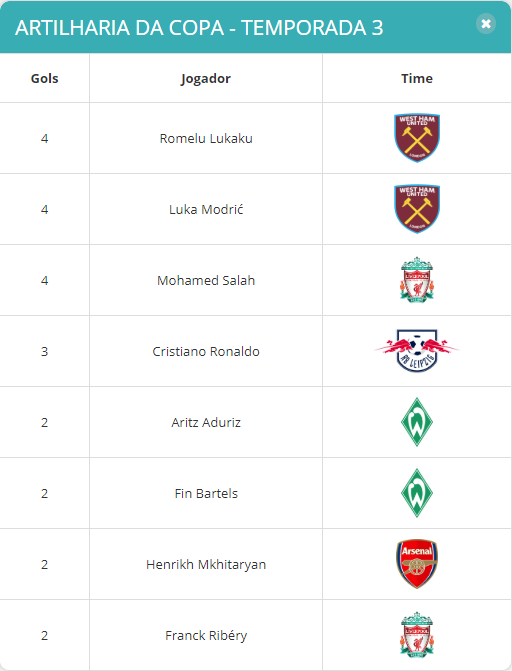 ARTILHARIA DA COPA - TEMPORADA 3
Gols Jogador Time
4 Romelu Lukaku WEST HAM UNITED LONDON
4 Luka Modrić WEST HAM UNITED LONDON
4 Mohamed Salah LIVERPOOL
3 Cristiano Ronaldo RB LEIPZIG
2 Aritz Aduriz W
2 Fin Bartels W
2 Henrikh Mkhitaryan Arsenal
2 Franck Ribéry LIVERPOOL